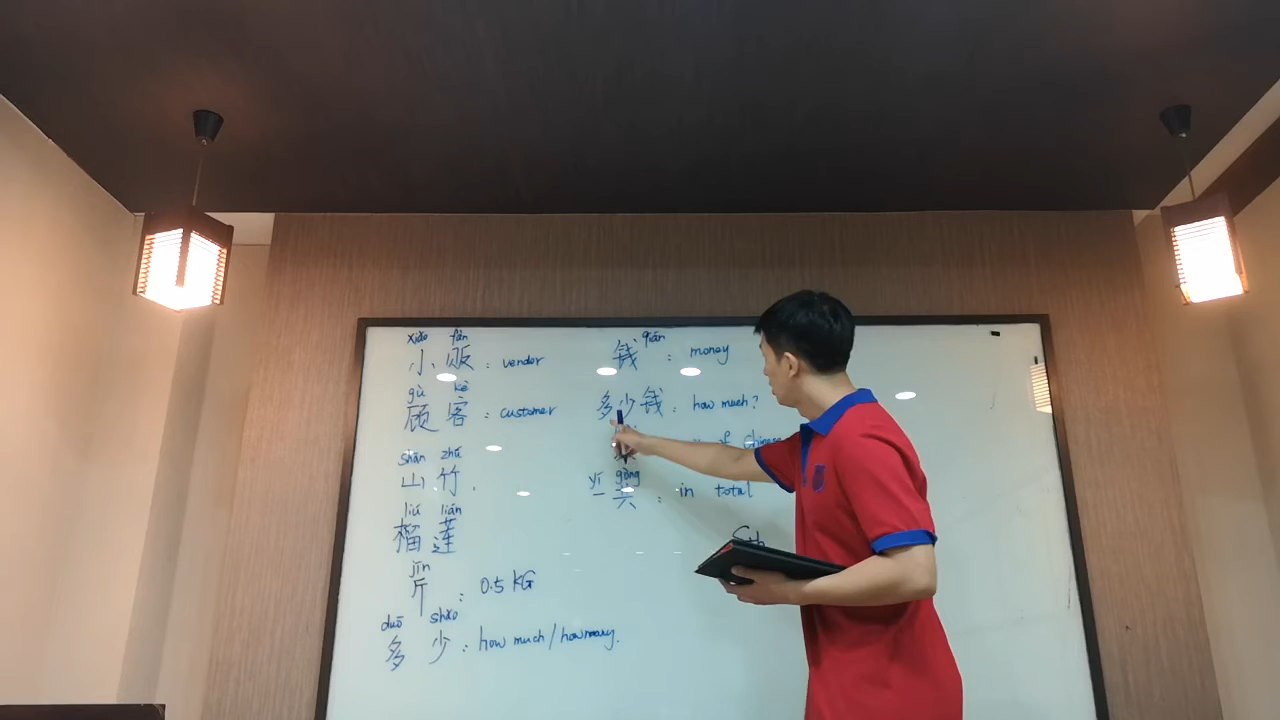 xiǎo fàn
小贩：vendor
gù kè
顾客：customer
shān zhú
山竹.
liú lián
榴莲
jīn
斤：0.5 KG
duō shǎo
多少：how much/how many.
qián
钱：money
多少钱：how much?
of Chinese
yí gòng
一共：in total